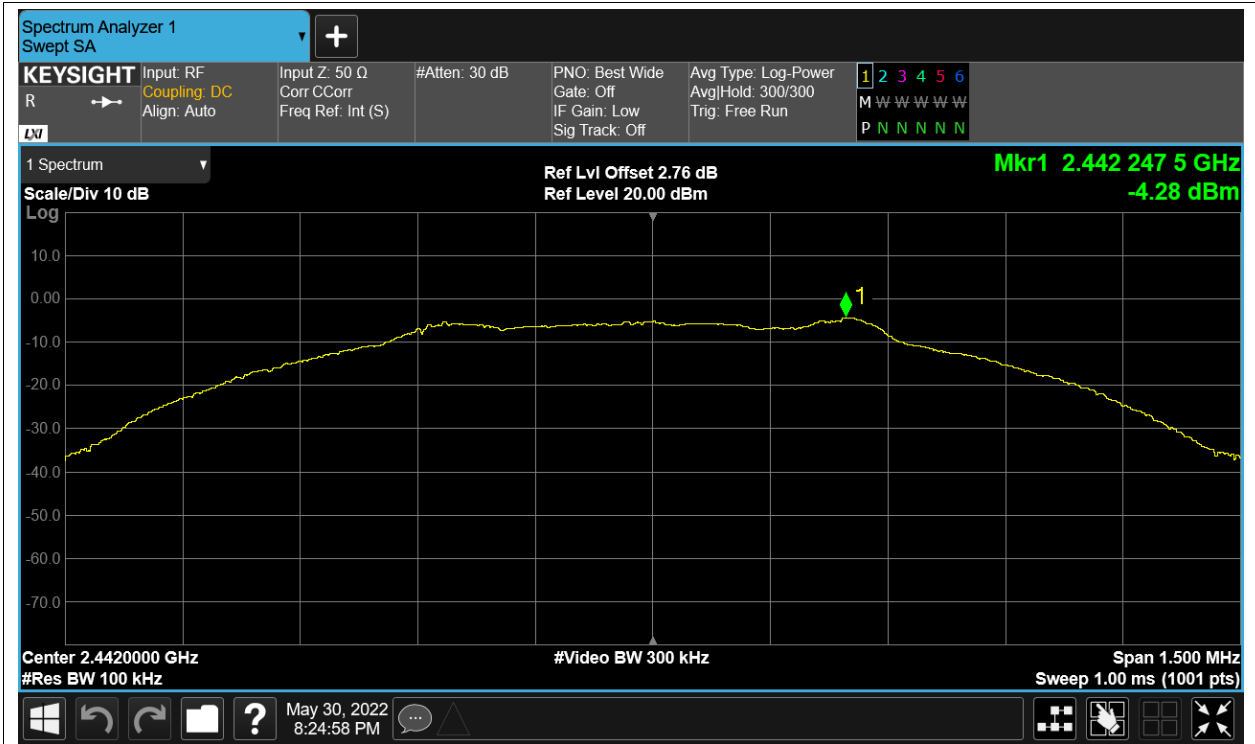 Spectrum Analyzer 1
Swept SA
+
KEYSIGHT
R
LXI
Input: RF
Coupling: DC
Align: Auto
Input Z: 50 Ω
Corr CCorr
Freq Ref: Int (S)
#Atten: 30 dB
PNO: Best Wide
Gate: Off
IF Gain: Low
Sig Track: Off
Avg Type: Log-Power
Avg|Hold: 300/300
Trig: Free Run
1 2 3 4 5 6
M W W W W W
P N N N N N
1 Spectrum
Scale/Div 10 dB
Log
Ref Lvl Offset 2.76 dB
Ref Level 20.00 dBm
Mkr1 2.442 247 5 GHz
-4.28 dBm
10.0
0.00
1
-10.0
-20.0
-30.0
-40.0
-50.0
-60.0
-70.0
Center 2.4420000 GHz
#Video BW 300 kHz
Span 1.500 MHz
#Res BW 100 kHz
Sweep 1.00 ms (1001 pts)
?
May 30, 2022
8:24:58 PM